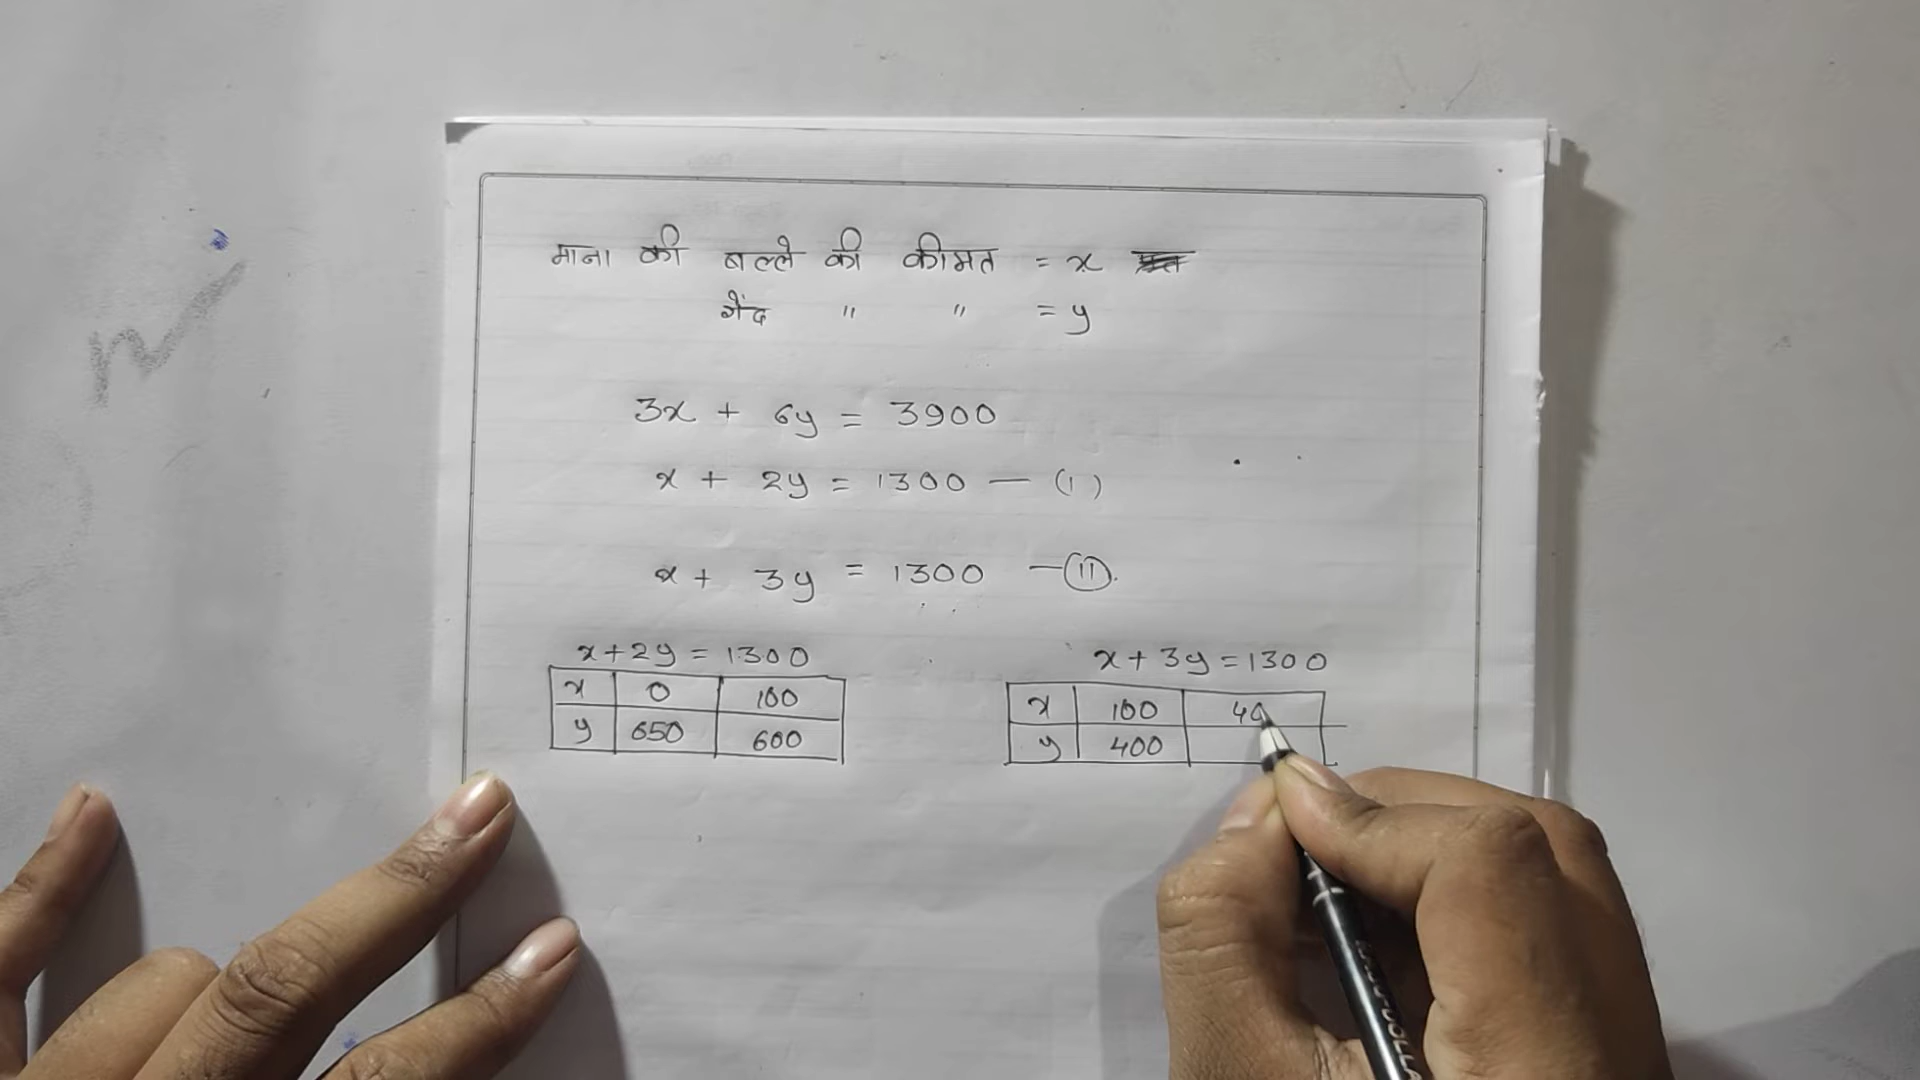 माना की बल्ले की कीमत = x
गेंद " " = y
3x + 6y = 3900
x + 2y = 1300 — (I)
x + 3y = 1300 — (II).
x+2y = 1300
x 0 100
y 650 600
x + 3y = 1300
x 100 40
y 400